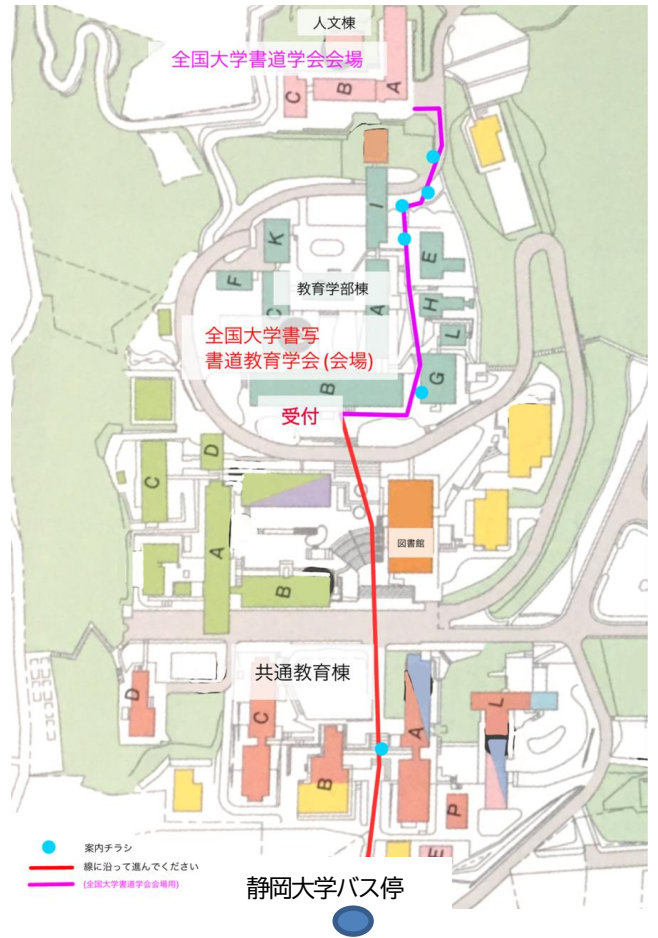 人文棟
全国大学書道学会会場
C
B
A
I
K
E
F
教育学部棟
C
A
H
L
全国大学書写
書道教育学会(会場)
B
G
受付
D
C
A
図書館
B
共通教育棟
D
C
A
L
B
P
E
案内チラシ
線に沿って進んでください
(全国大学書道学会会場用)
静岡大学バス停